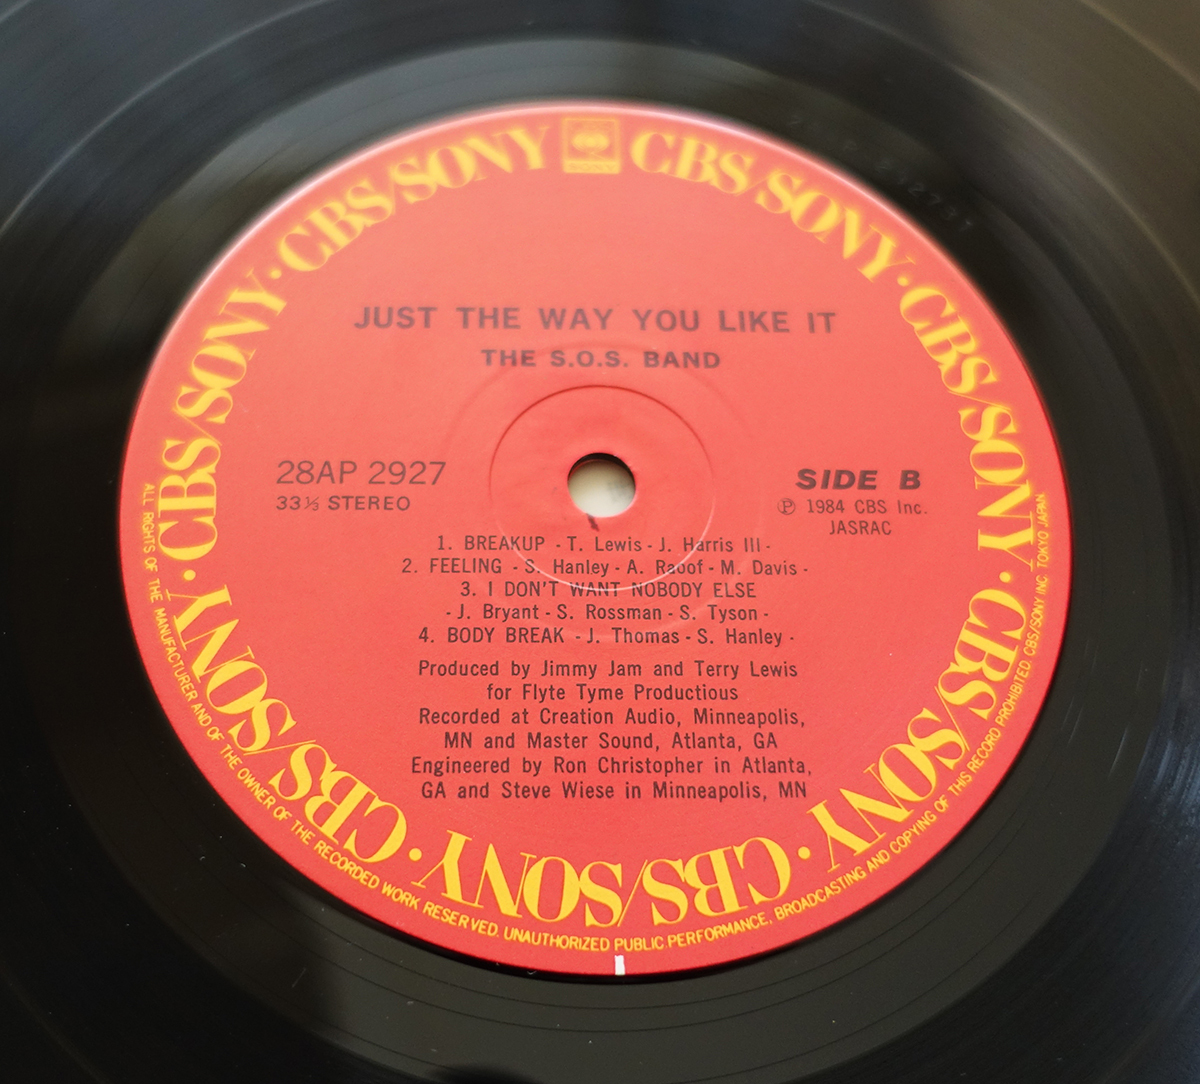 CBS/SONY CBS/SONY · CBS/SONY · CBS/SONY · CBS/SONY · CBS/SONY · CBS/SONY · CBS/SONY · CBS/SONY · CBS/SONY
JUST THE WAY YOU LIKE IT
THE S.O.S. BAND
28AP 2927
33⅓ STEREO
SIDE B
Ⓟ 1984 CBS Inc.
JASRAC
1. BREAKUP - T. Lewis - J. Harris III -
2. FEELING - S. Hanley - A. Raoof - M. Davis -
3. I DON'T WANT NOBODY ELSE
- J. Bryant - S. Rossman - S. Tyson -
4. BODY BREAK - J. Thomas - S. Hanley -
Produced by Jimmy Jam and Terry Lewis
for Flyte Tyme Productious
Recorded at Creation Audio, Minneapolis,
MN and Master Sound, Atlanta, GA
Engineered by Ron Christopher in Atlanta,
GA and Steve Wiese in Minneapolis, MN
ALL RIGHTS OF THE MANUFACTURER AND OF THE OWNER OF THE RECORDED WORK RESERVED. UNAUTHORIZED PUBLIC PERFORMANCE, BROADCASTING AND COPYING OF THIS RECORD PROHIBITED. CBS/SONY INC. TOKYO JAPAN